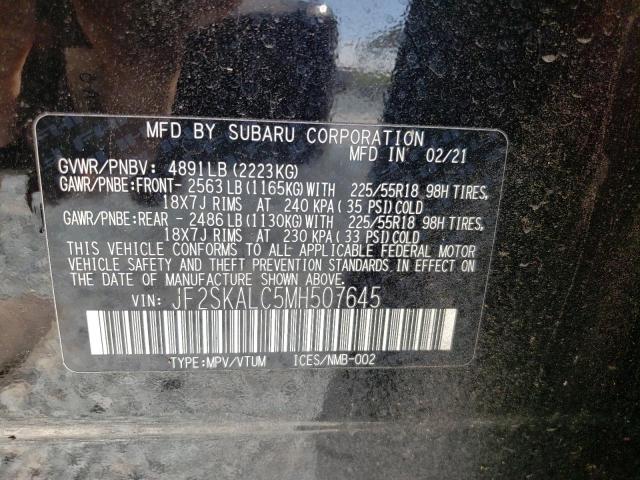 MFD BY SUBARU CORPORATION
GVWR/PNBV: 4891LB (2223KG) MFD IN 02/21
GAWR/PNBE:FRONT- 2563 LB (1165KG) WITH 225/55R18 98H TIRES,
18X7J RIMS AT 240 KPA (35 PSI) COLD
GAWR/PNBE:REAR - 2486 LB (1130KG) WITH 225/55R18 98H TIRES,
18X7J RIMS AT 230 KPA (33 PSI) COLD
THIS VEHICLE CONFORMS TO ALL APPLICABLE FEDERAL MOTOR
VEHICLE SAFETY AND THEFT PREVENTION STANDARDS IN EFFECT ON
THE DATE OF MANUFACTURE SHOWN ABOVE.
VIN: JF2SKALC5MH507645
TYPE:MPV/VTUM ICES/NMB-002